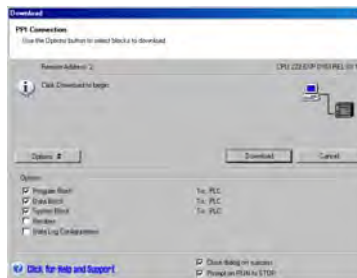 Download
PPI Connection
Use the Options button to select blocks to download
Remote Address: 2
CPU
Click Download to begin
Options
Download
Cancel
Options
Program Block To: PLC
Data Block To: PLC
System Block To: PLC
Recipes
Data Log Configurations
Click for Help and Support
Close dialog on success
Prompt on RUN to STOP